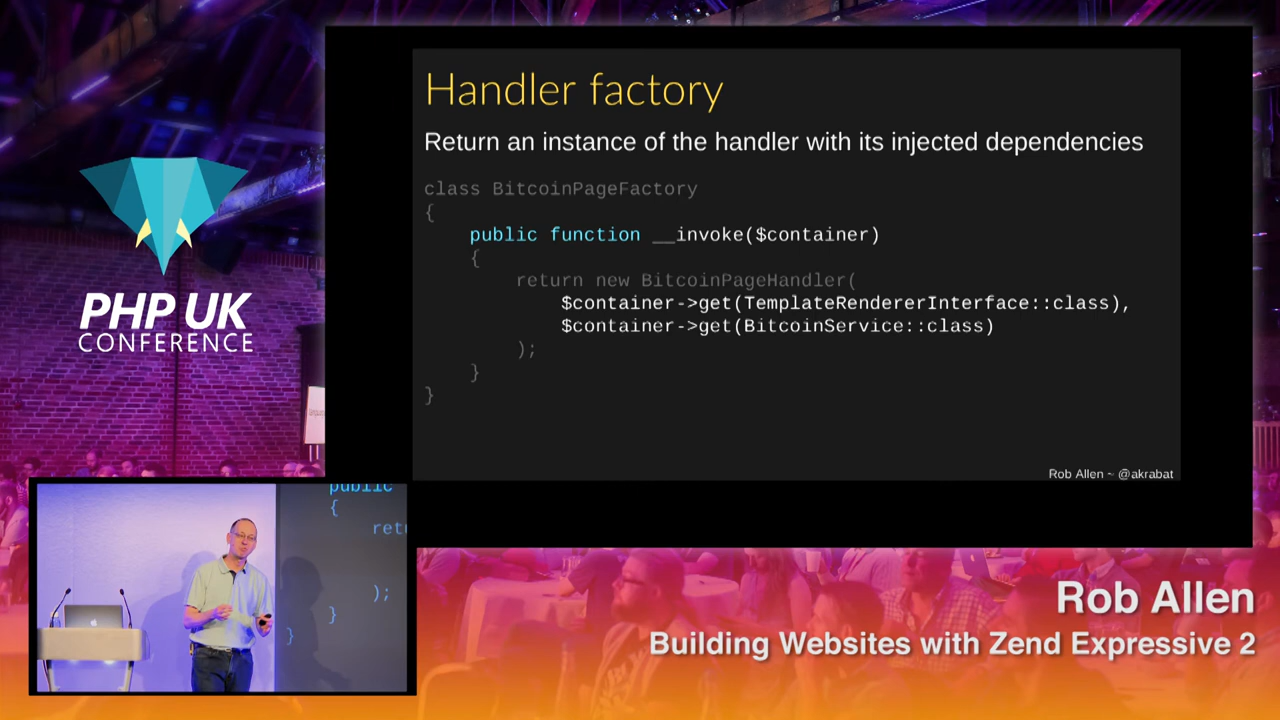 Handler factory
Return an instance of the handler with its injected dependencies
class BitcoinPageFactory
{
    public function __invoke($container)
    {
        return new BitcoinPageHandler(
            $container->get(TemplateRendererInterface::class),
            $container->get(BitcoinService::class)
        );
    }
}
Rob Allen ~ @akrabat
PHP UK
CONFERENCE
public
{
retu
);
}
}
Rob Allen
Building Websites with Zend Expressive 2